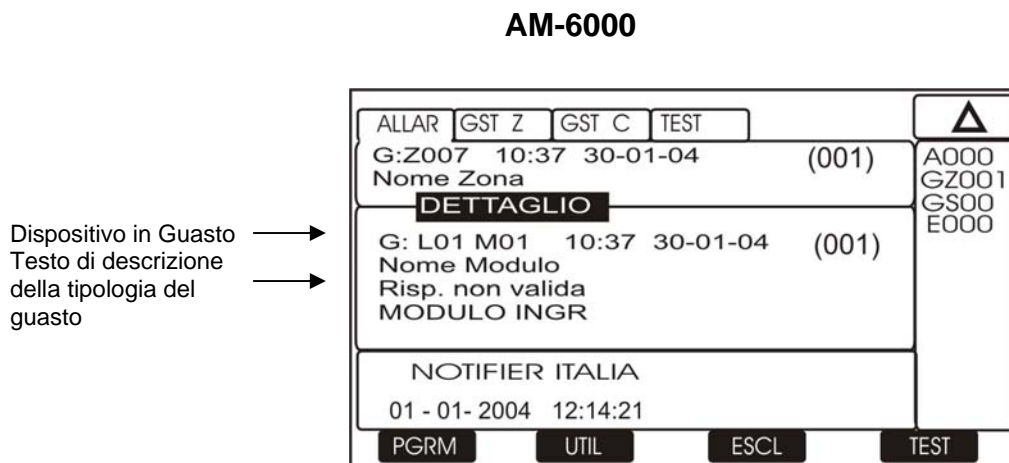 AM-6000
ALLAR GST Z GST C TEST
G:Z007 10:37 30-01-04 (001)
Nome Zona
DETTAGLIO
G: L01 M01 10:37 30-01-04 (001)
Nome Modulo
Risp. non valida
MODULO INGR
NOTIFIER ITALIA
01 - 01- 2004 12:14:21
PGRM UTIL ESCL TEST
A000
GZ001
GS00
E000
Dispositivo in Guasto
Testo di descrizione
della tipologia del
guasto